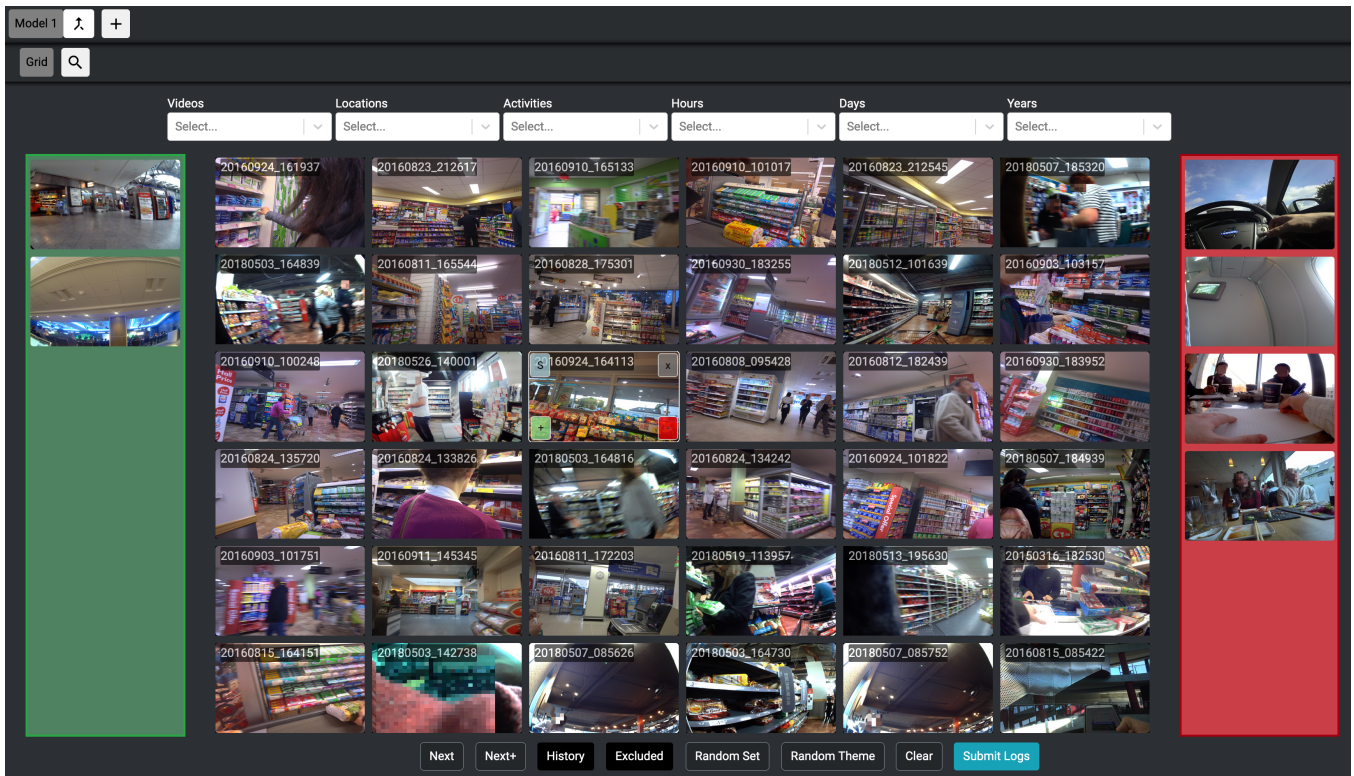 Model 1
+
Grid
Videos Locations Activities Hours Days Years
Select... Select... Select... Select... Select... Select...
20160924_161937 20160823_212617 20160910_165133 20160910_101017 20160823_212545 20180507_185320
20180503_164839 20160811_165544 20160828_175301 20160930_183255 20180512_101639 20160903_103157
20160910_100248 20180526_140001 20160924_164113 20160808_095428 20160812_182439 20160930_183952
S x
+
Half Price
20160824_135720 20160824_133826 20180503_164816 20160824_134242 20160924_101822 20180507_184939
20160903_101751 20160911_145345 20160811_172203 20180519_113957 20180513_195630 20150316_182530
20160815_164151 20180503_142738 20180507_085626 20180503_164730 20180507_085752 20160815_085422
Next Next+ History Excluded Random Set Random Theme Clear Submit Logs